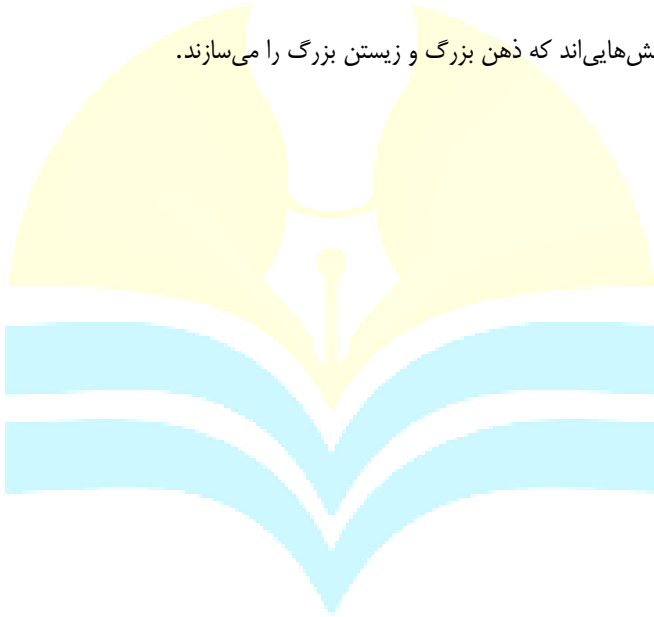 ش‌هایی‌اند که ذهن بزرگ و زیستن بزرگ را می‌سازند.